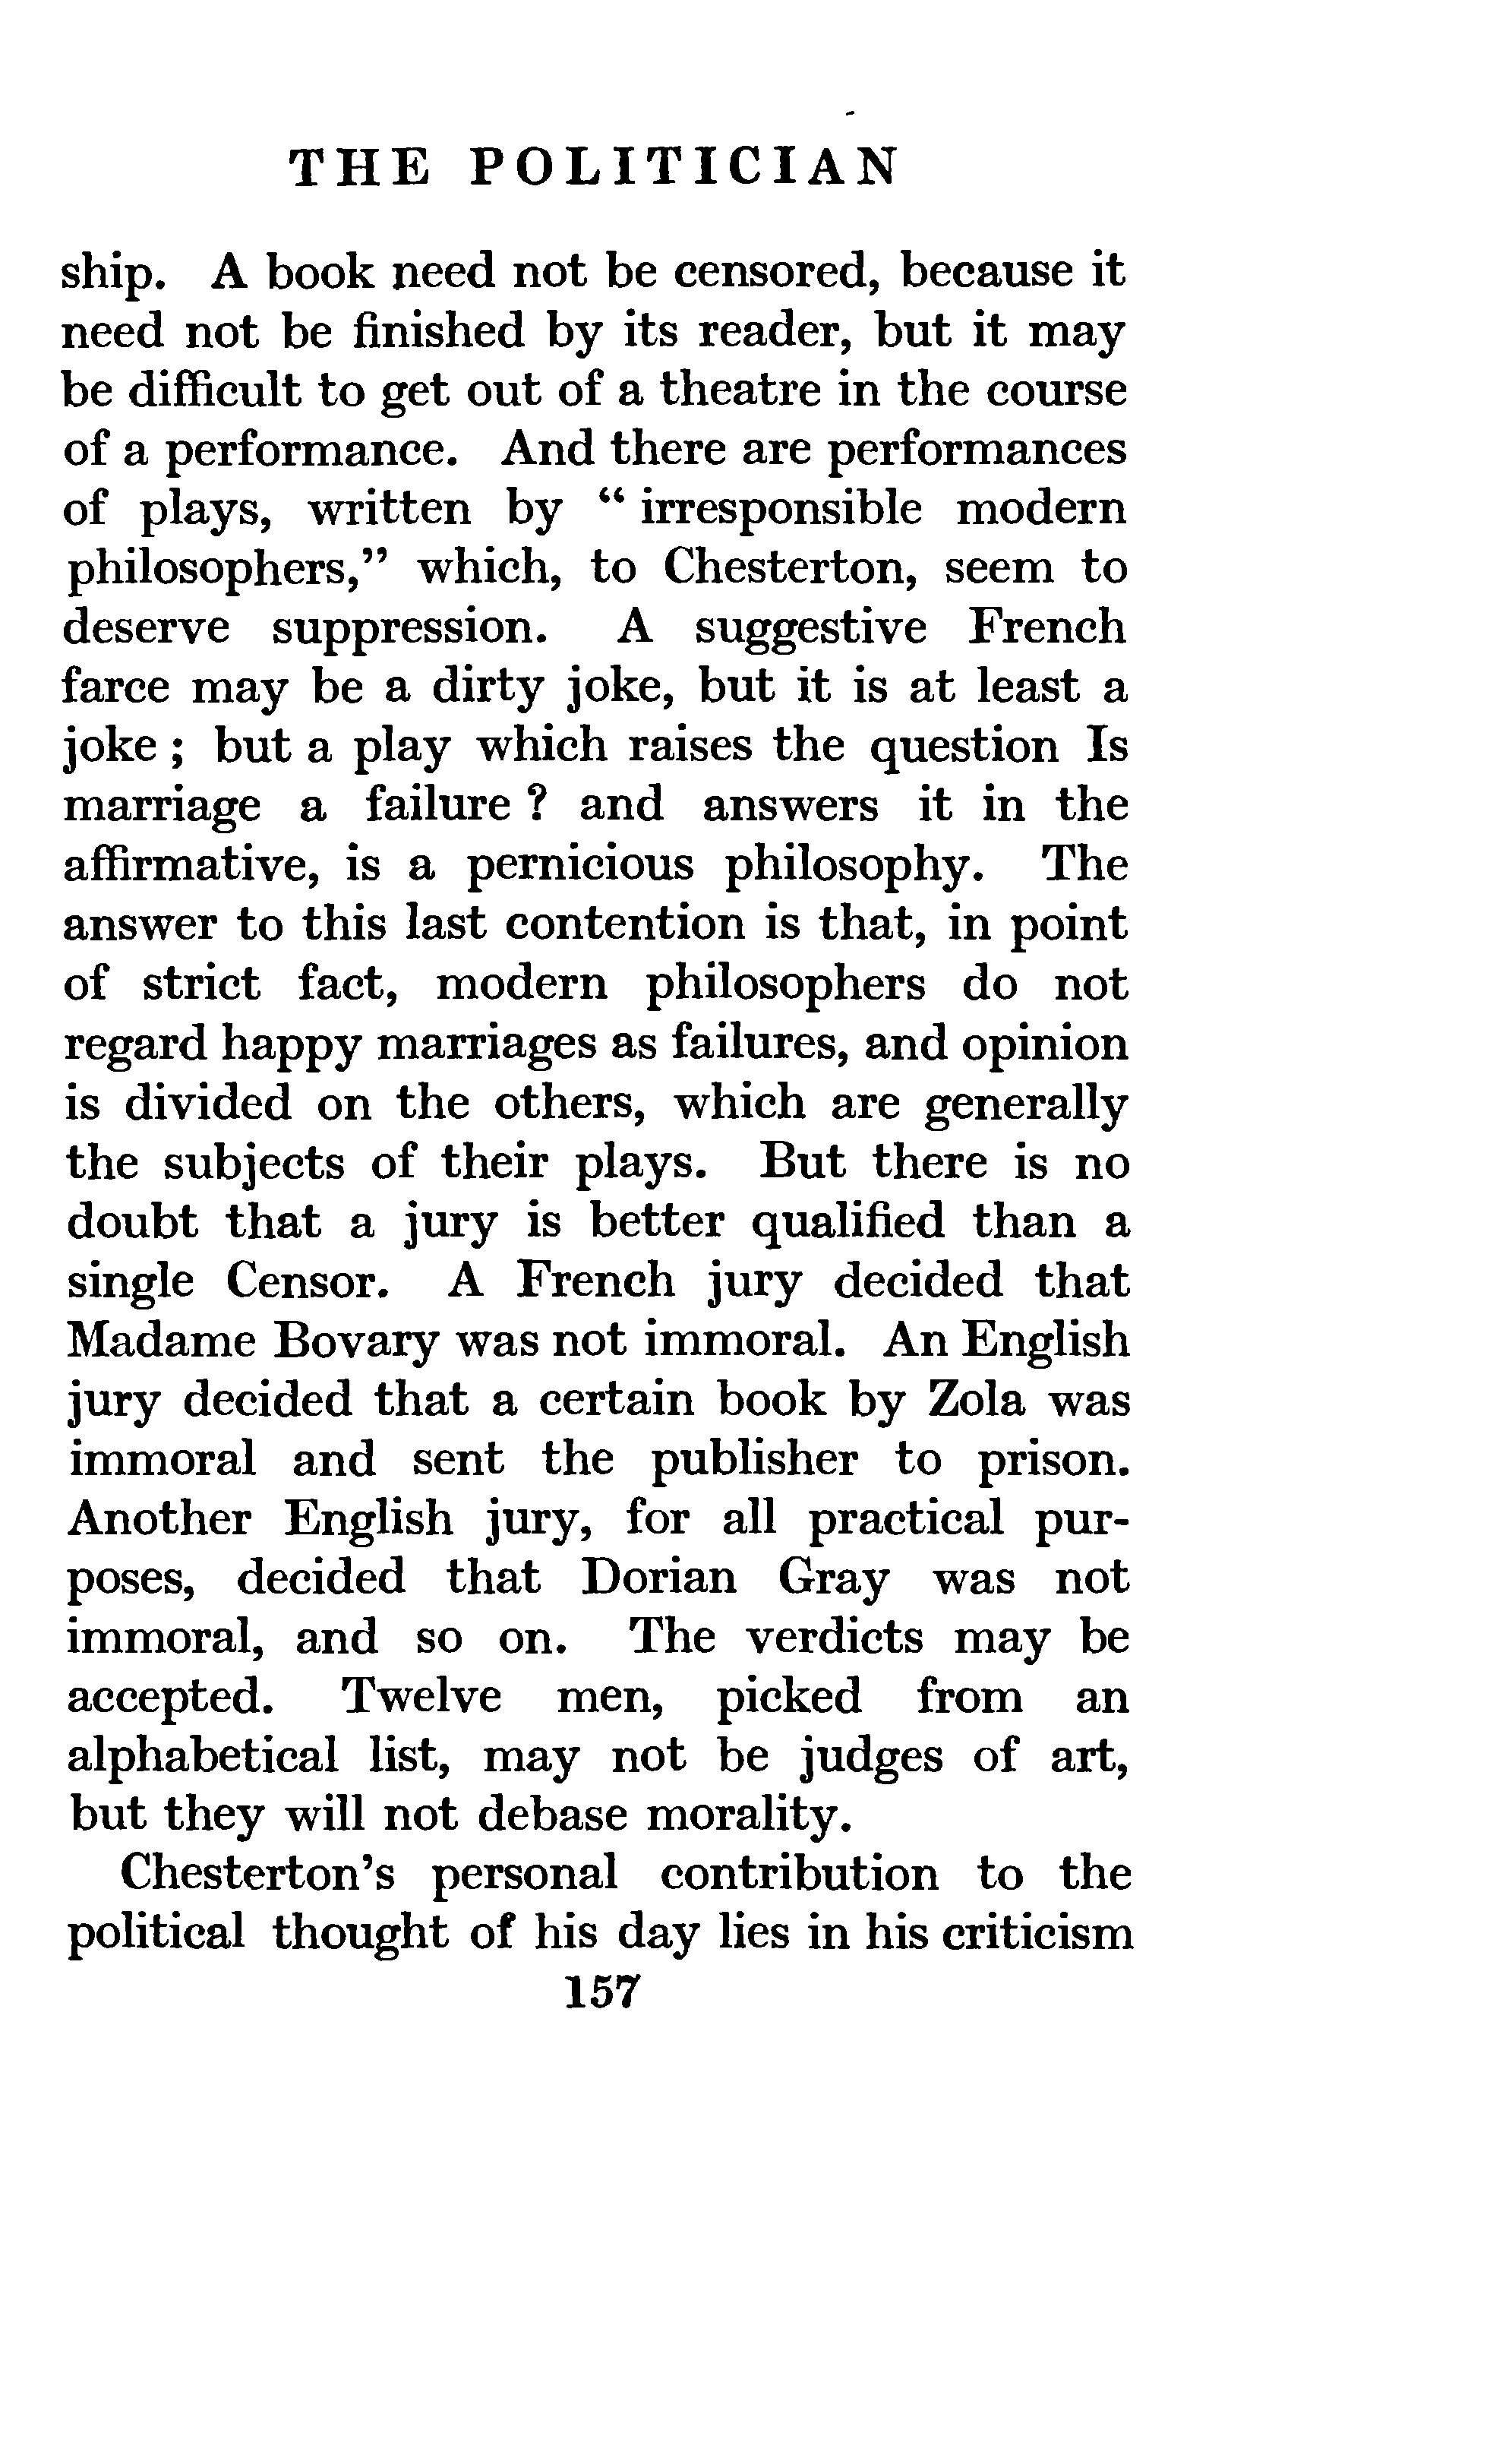 THE POLITICIAN
ship. A book need not be censored, because it
need not be finished by its reader, but it may
be difficult to get out of a theatre in the course
of a performance. And there are performances
of plays, written by “ irresponsible modern
philosophers,” which, to Chesterton, seem to
deserve suppression. A suggestive French
farce may be a dirty joke, but it is at least a
joke ; but a play which raises the question Is
marriage a failure ? and answers it in the
affirmative, is a pernicious philosophy. The
answer to this last contention is that, in point
of strict fact, modern philosophers do not
regard happy marriages as failures, and opinion
is divided on the others, which are generally
the subjects of their plays. But there is no
doubt that a jury is better qualified than a
single Censor. A French jury decided that
Madame Bovary was not immoral. An English
jury decided that a certain book by Zola was
immoral and sent the publisher to prison.
Another English jury, for all practical pur-
poses, decided that Dorian Gray was not
immoral, and so on. The verdicts may be
accepted. Twelve men, picked from an
alphabetical list, may not be judges of art,
but they will not debase morality.
Chesterton’s personal contribution to the
political thought of his day lies in his criticism
157